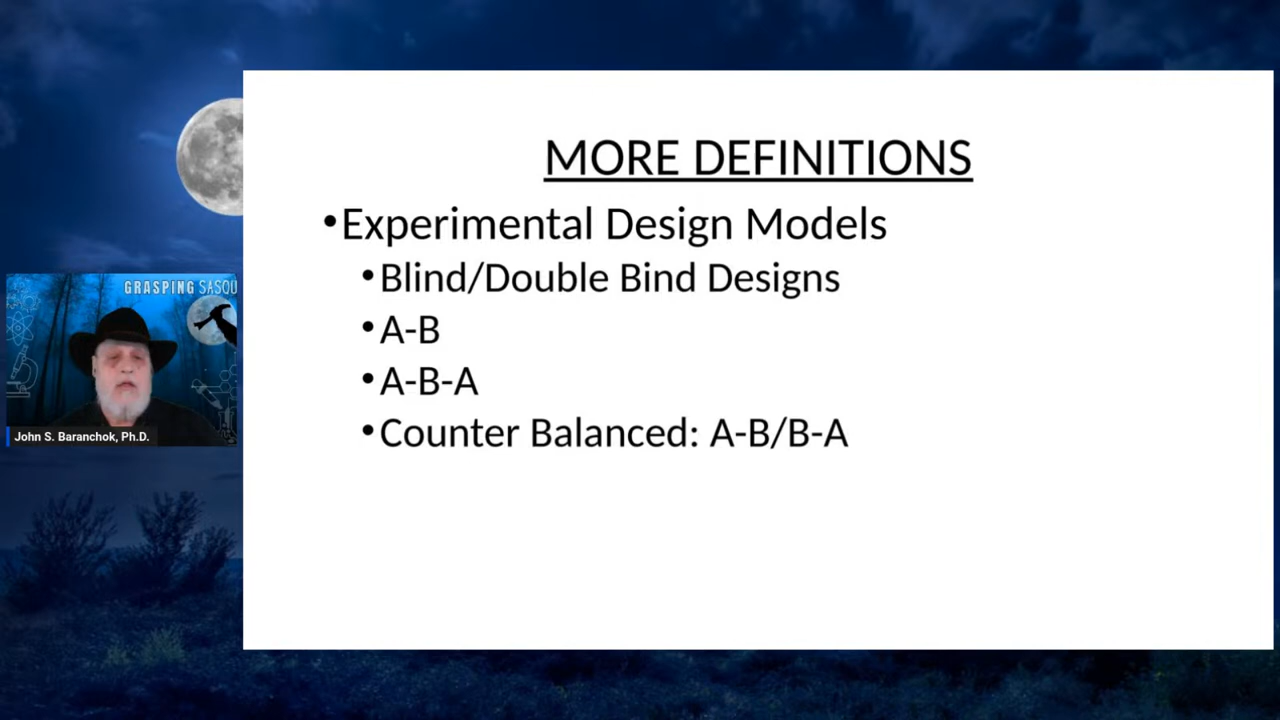 MORE DEFINITIONS
•Experimental Design Models
•Blind/Double Bind Designs
•A-B
•A-B-A
•Counter Balanced: A-B/B-A
GRASPING SASQU
John S. Baranchok, Ph.D.